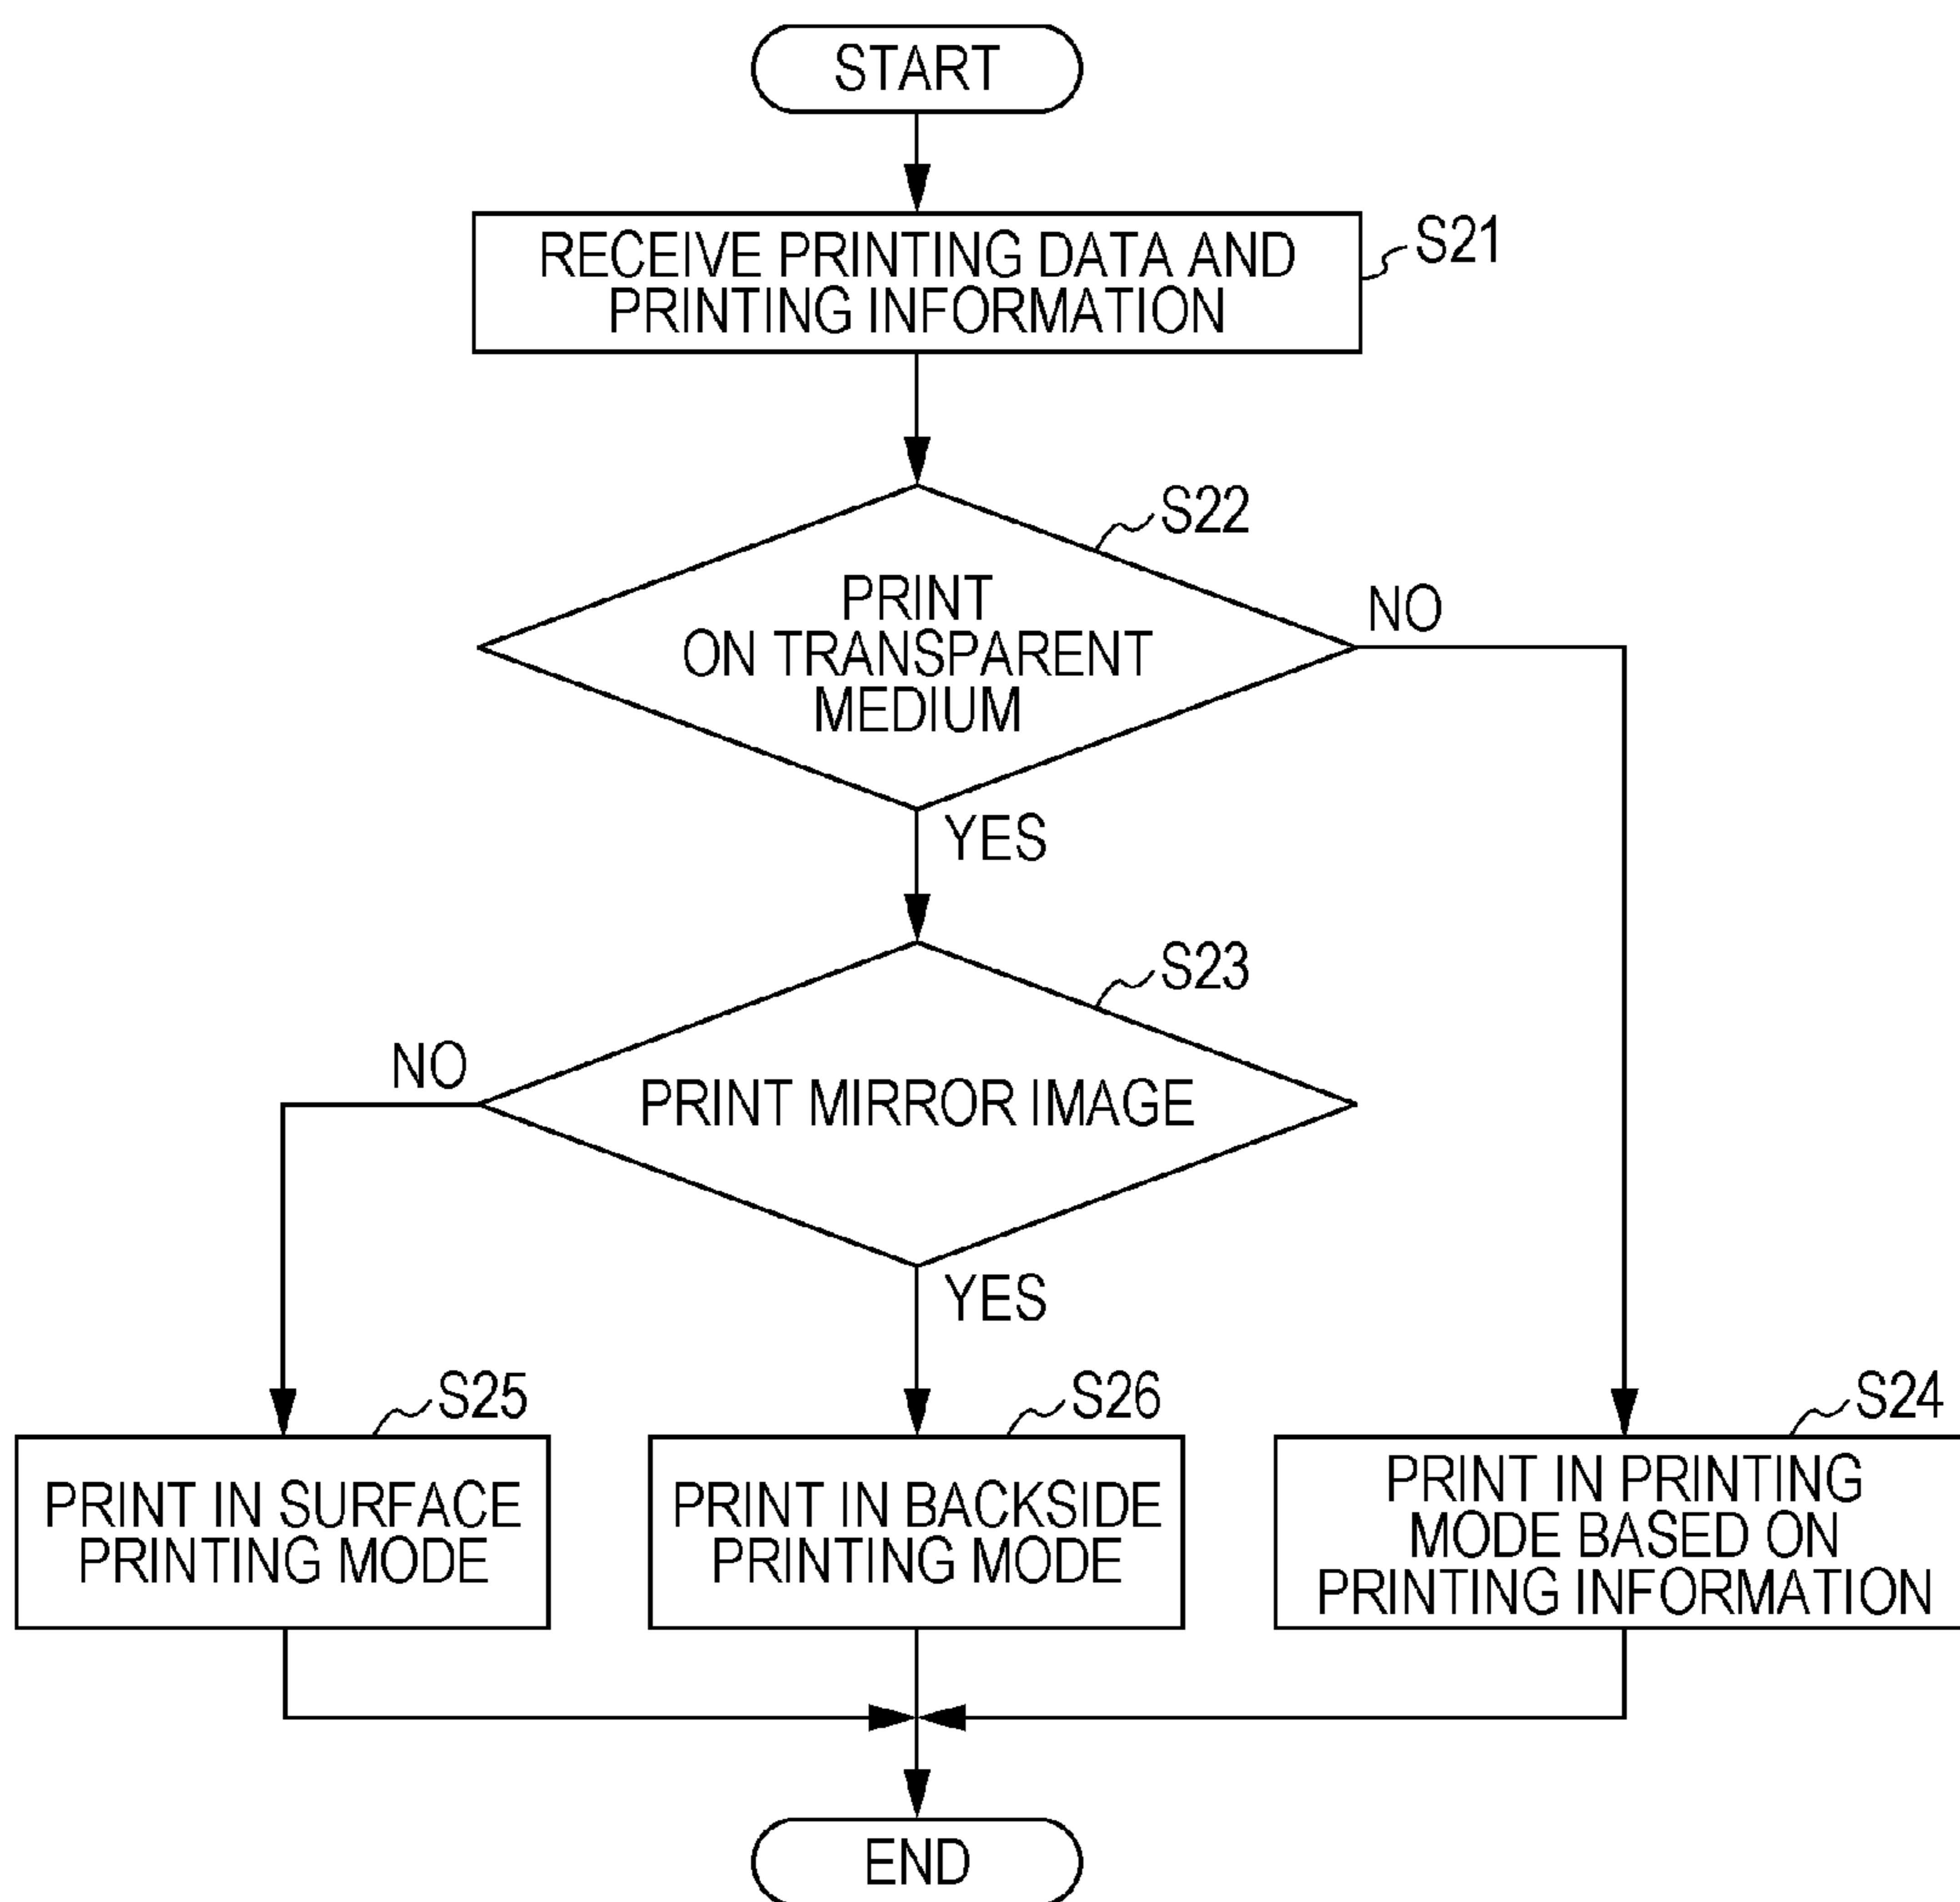 START
RECEIVE PRINTING DATA AND
PRINTING INFORMATION
S21
S22
PRINT
ON TRANSPARENT
MEDIUM
NO
YES
S23
NO
PRINT MIRROR IMAGE
YES
S25
PRINT IN SURFACE
PRINTING MODE
S26
PRINT IN BACKSIDE
PRINTING MODE
S24
PRINT IN PRINTING
MODE BASED ON
PRINTING INFORMATION
END